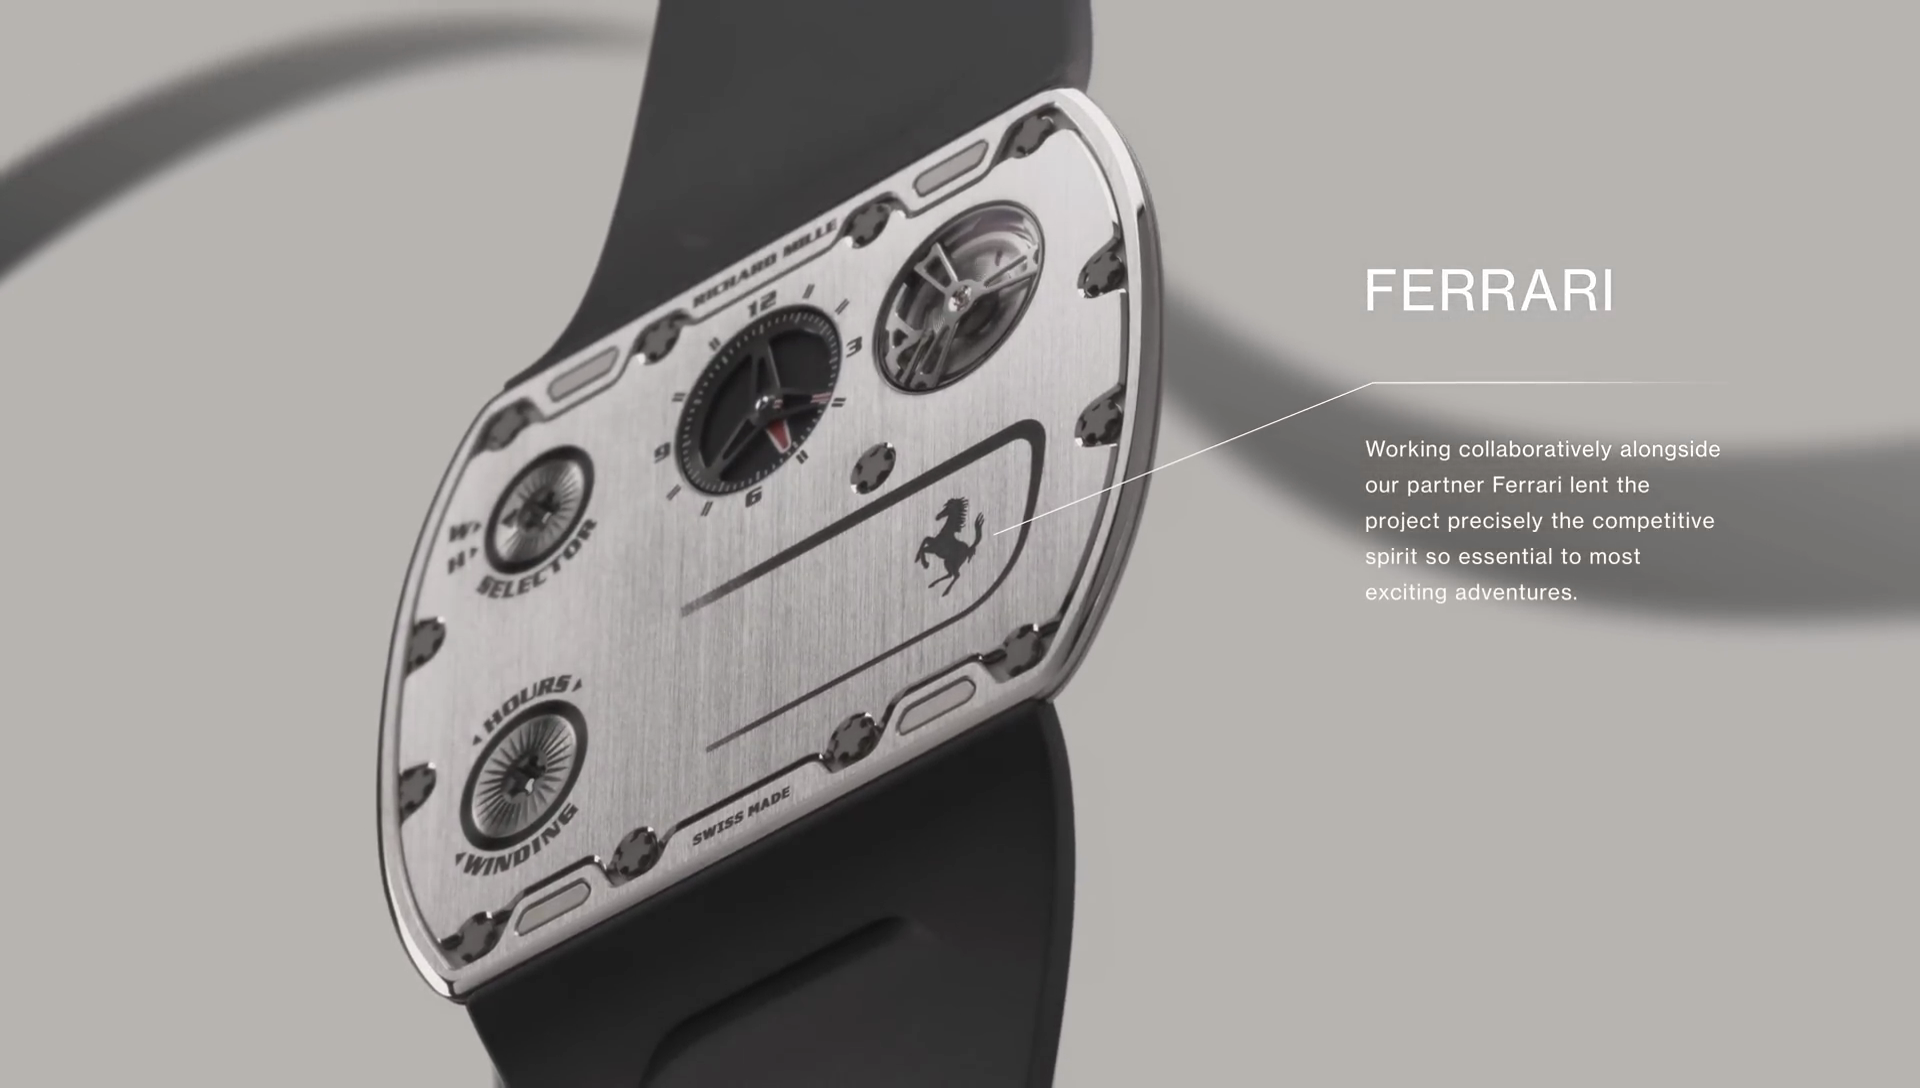 RICHARD MILLE
12
3
6
9
W
H
SELECTOR
HOURS
WINDING
SWISS MADE
FERRARI
Working collaboratively alongside
our partner Ferrari lent the
project precisely the competitive
spirit so essential to most
exciting adventures.